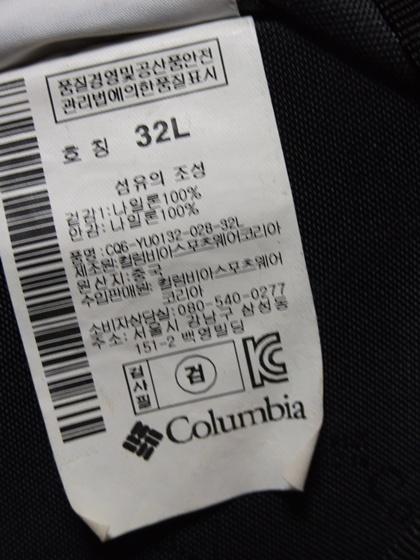 품질경영및공산품안전
관리법에의한품질표시
호 칭 32L
섬유의 조성
겉감1:나일론100%
안감:나일론100%
품명:CQ6-YU0132-028-32L
제조원:컬럼비아스포츠웨어코리아
원산지:중국
수입판매원:컬럼비아스포츠웨어
코리아
소비자상담실:080-540-0277
주소:서울시 강남구 삼성동
151-2 백영빌딩
검사필
검
KC
Columbia